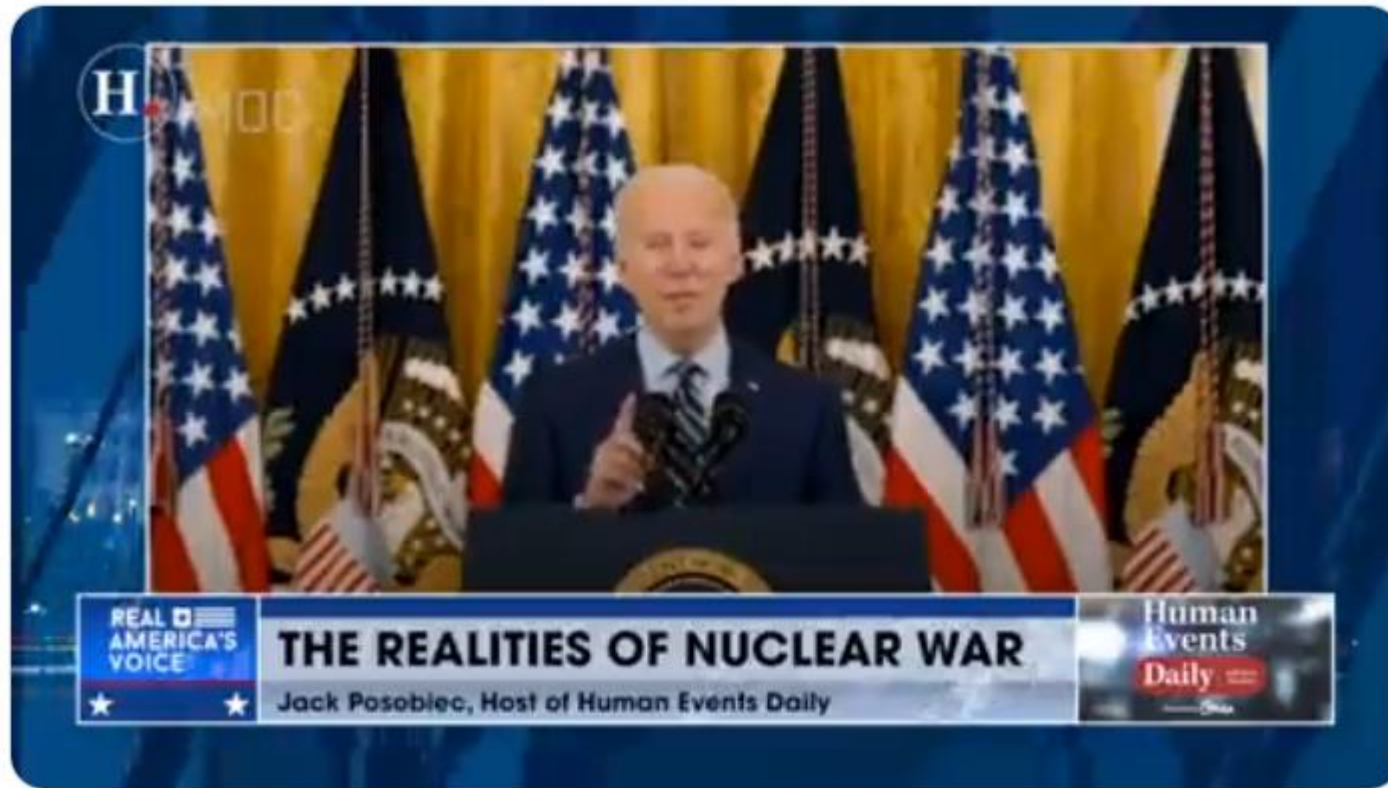 H.
REAL
AMERICA'S
VOICE
THE REALITIES OF NUCLEAR WAR
Jack Posobiec, Host of Human Events Daily
Human
Events
Daily